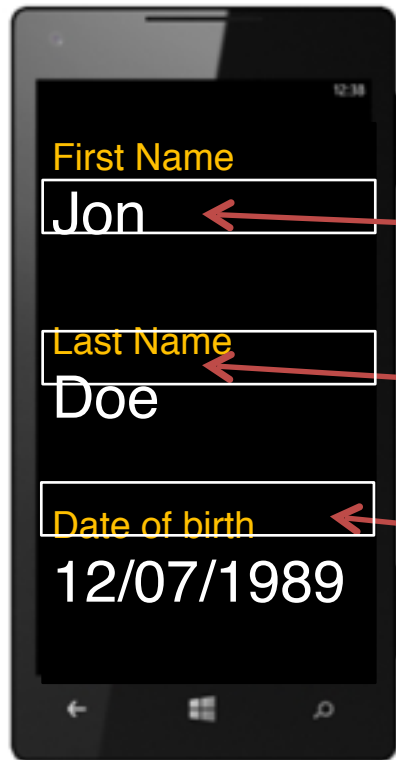 12:38
First Name
Jon
Last Name
Doe
Date of birth
12/07/1989